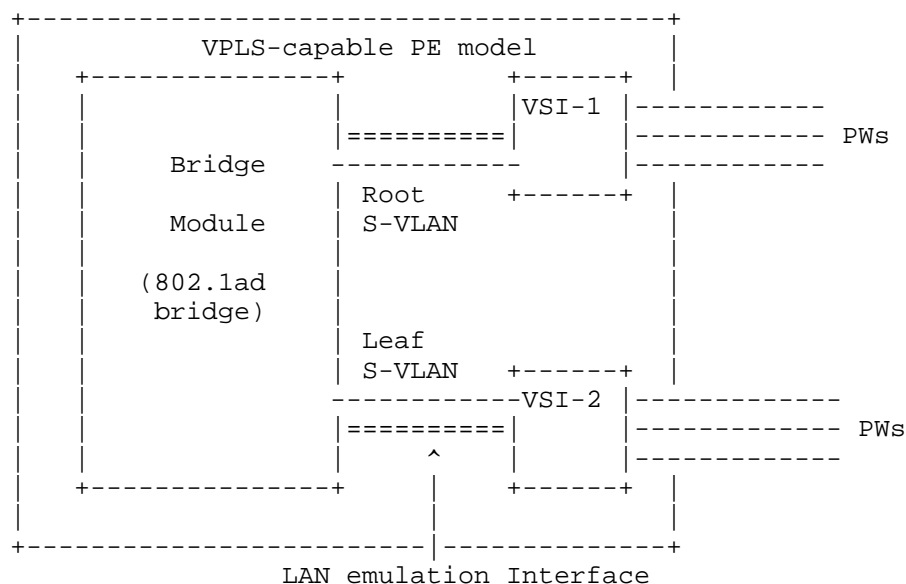 VPLS-capable PE model
VSI-1
PWs
Bridge
Root
Module
S-VLAN
(802.1ad
bridge)
Leaf
S-VLAN
VSI-2
PWs
LAN emulation Interface